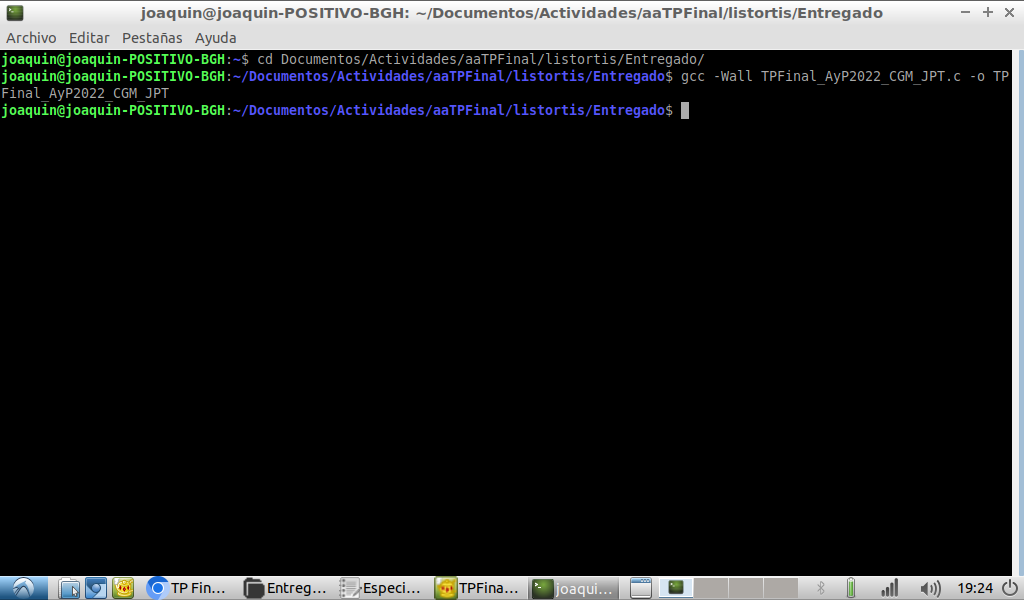 joaquin@joaquin-POSITIVO-BGH: ~/Documentos/Actividades/aaTPFinal/listortis/Entregado
Archivo Editar Pestañas Ayuda
joaquin@joaquin-POSITIVO-BGH:~$ cd Documentos/Actividades/aaTPFinal/listortis/Entregado/
joaquin@joaquin-POSITIVO-BGH:~/Documentos/Actividades/aaTPFinal/listortis/Entregado$ gcc -Wall TPFinal_AyP2022_CGM_JPT.c -o TP
Final_AyP2022_CGM_JPT
joaquin@joaquin-POSITIVO-BGH:~/Documentos/Actividades/aaTPFinal/listortis/Entregado$
TP Fin... Entreg... Especi... TPFina... joaqui... 19:24